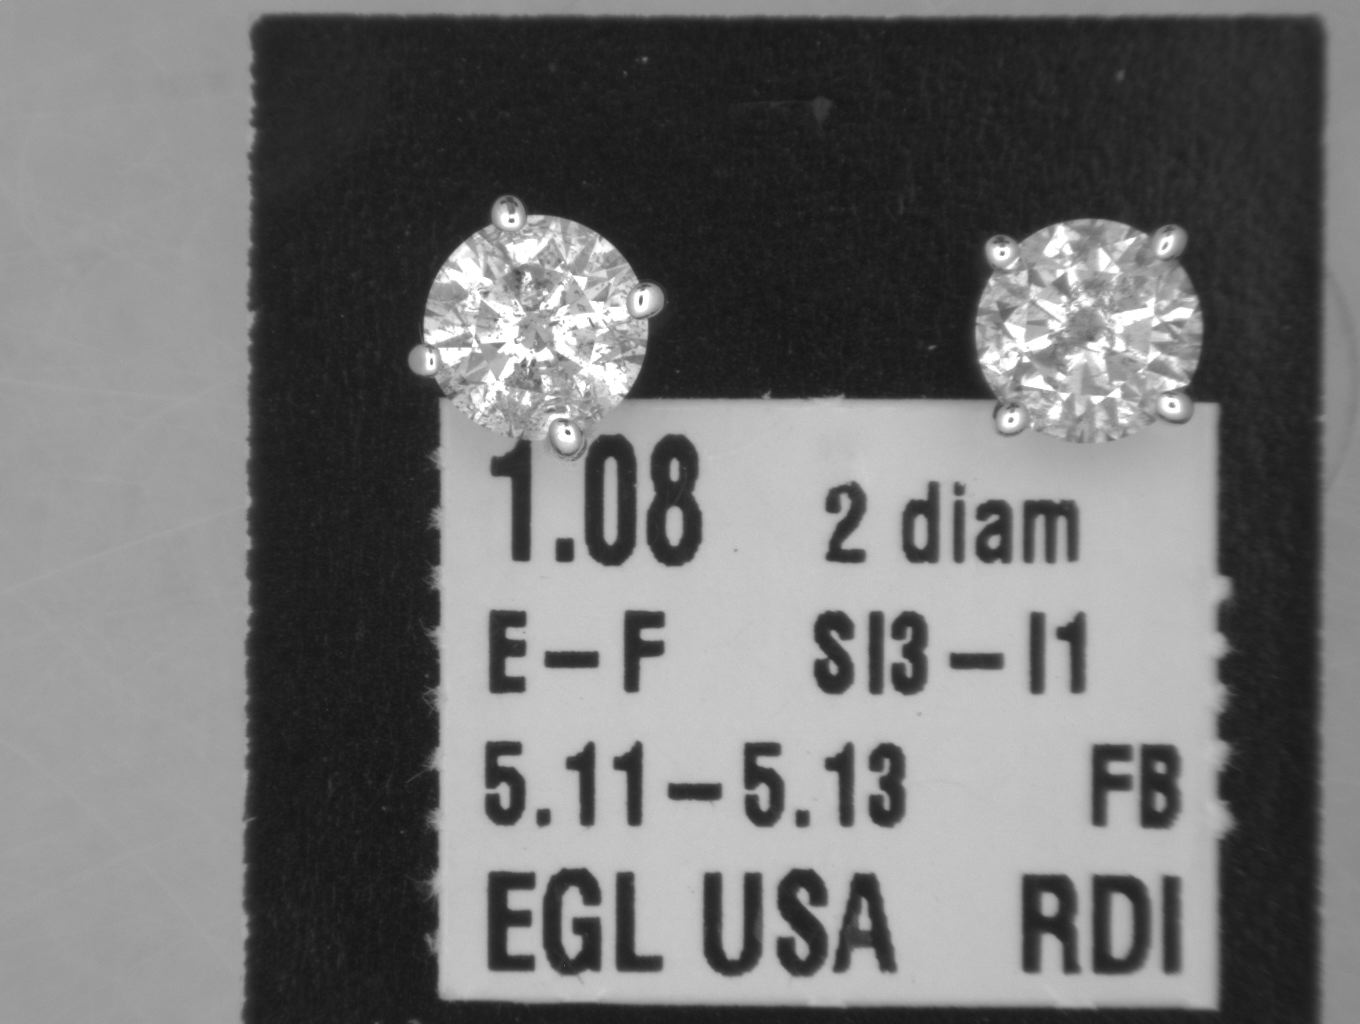 1.08 2 diam
E-F SI3-I1
5.11-5.13 FB
EGL USA RDI